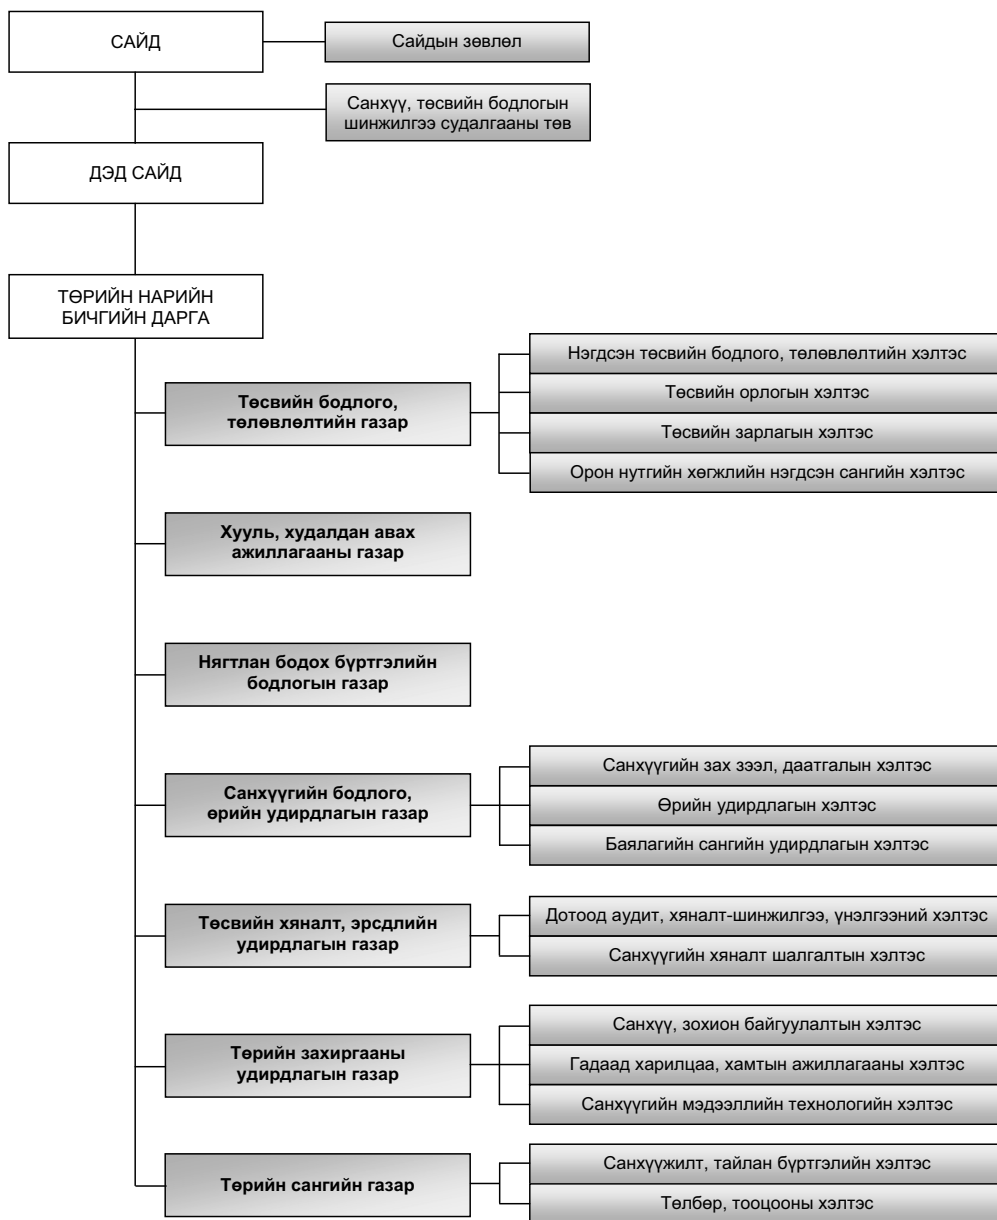 САЙД
Сайдын зөвлөл
Санхүү, төсвийн бодлогын
шинжилгээ судалгааны төв
ДЭД САЙД
ТӨРИЙН НАРИЙН
БИЧГИЙН ДАРГА
Төсвийн бодлого,
төлөвлөлтийн газар
Нэгдсэн төсвийн бодлого, төлөвлөлтийн хэлтэс
Төсвийн орлогын хэлтэс
Төсвийн зарлагын хэлтэс
Орон нутгийн хөгжлийн нэгдсэн сангийн хэлтэс
Хууль, худалдан авах
ажиллагааны газар
Нягтлан бодох бүртгэлийн
бодлогын газар
Санхүүгийн бодлого,
өрийн удирдлагын газар
Санхүүгийн зах зээл, даатгалын хэлтэс
Өрийн удирдлагын хэлтэс
Баялагийн сангийн удирдлагын хэлтэс
Төсвийн хяналт, эрсдлийн
удирдлагын газар
Дотоод аудит, хяналт-шинжилгээ, үнэлгээний хэлтэс
Санхүүгийн хяналт шалгалтын хэлтэс
Төрийн захиргааны
удирдлагын газар
Санхүү, зохион байгуулалтын хэлтэс
Гадаад харилцаа, хамтын ажиллагааны хэлтэс
Санхүүгийн мэдээллийн технологийн хэлтэс
Төрийн сангийн газар
Санхүүжилт, тайлан бүртгэлийн хэлтэс
Төлбөр, тооцооны хэлтэс